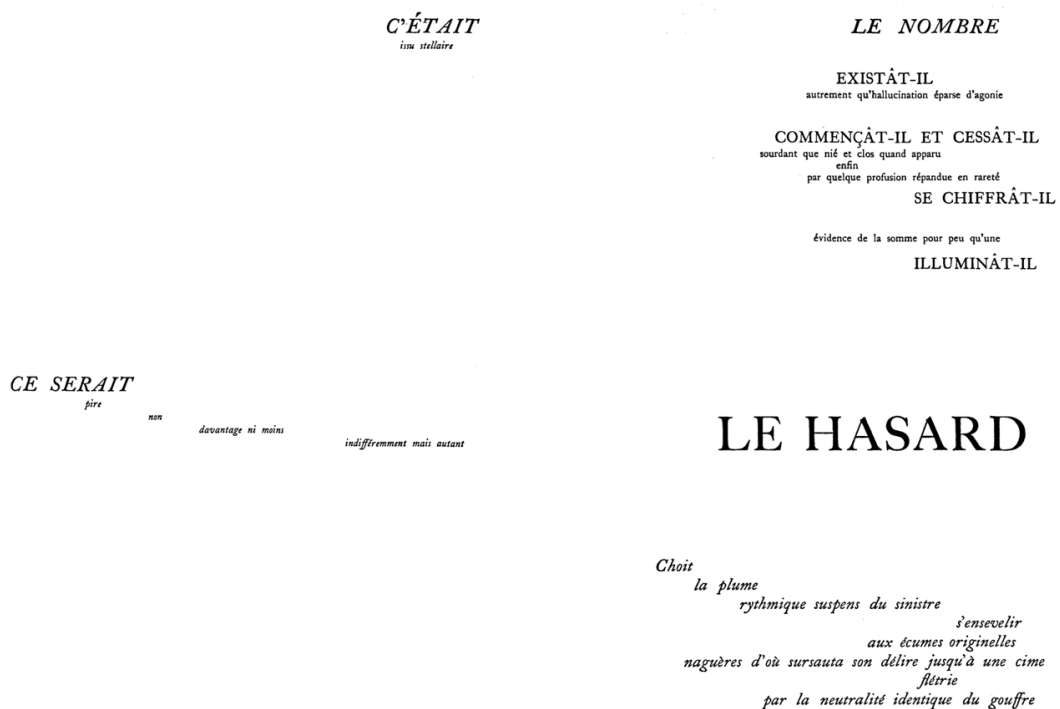 C'ÉTAIT
issu stellaire
LE NOMBRE
EXISTÂT-IL
autrement qu'hallucination éparse d'agonie
COMMENÇÂT-IL ET CESSÂT-IL
sourdant que nié et clos quand apparu
enfin
par quelque profusion répandue en rareté
SE CHIFFRÂT-IL
évidence de la somme pour peu qu'une
ILLUMINÂT-IL
CE SERAIT
pire
non
davantage ni moins
indifféremment mais autant
LE HASARD
Choit
la plume
rythmique suspens du sinistre
s'ensevelir
aux écumes originelles
naguères d'où sursauta son délire jusqu'à une cime
flétrie
par la neutralité identique du gouffre